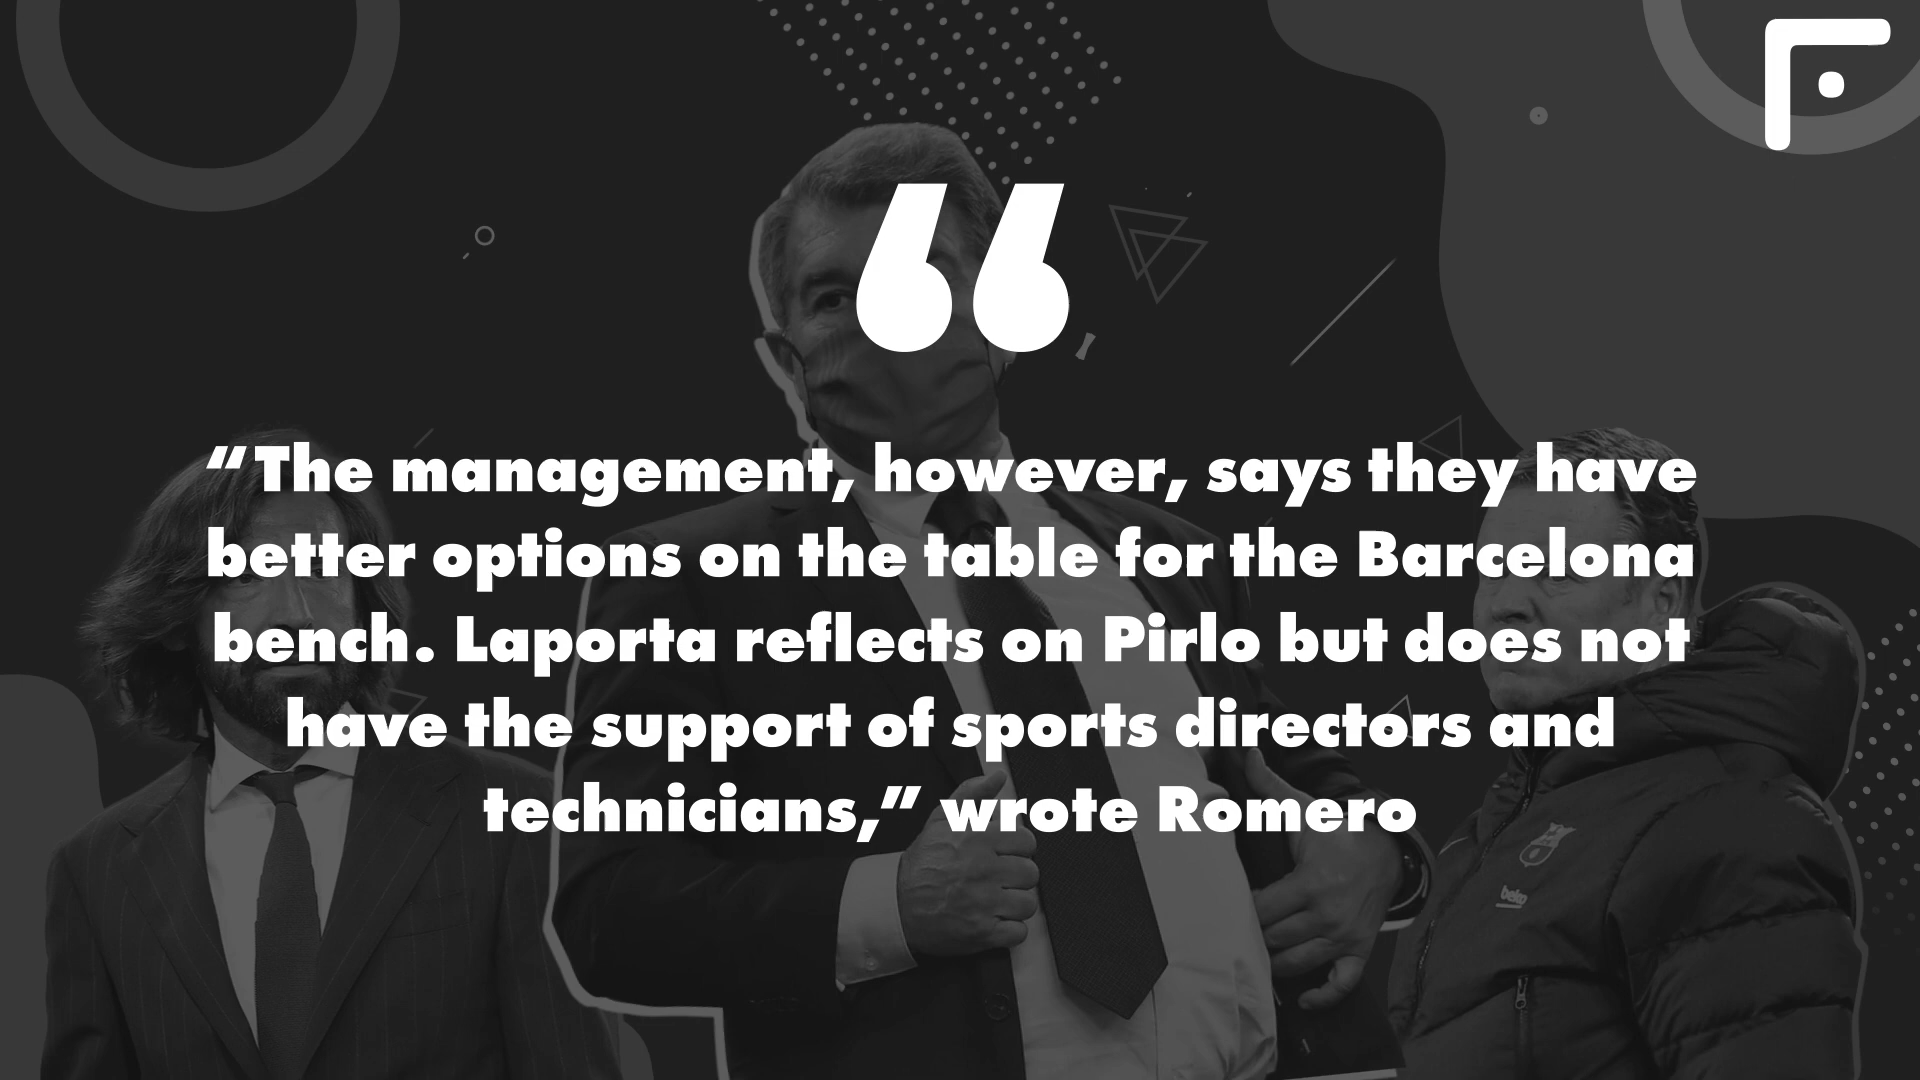 “
“The management, however, says they have
better options on the table for the Barcelona
bench. Laporta reflects on Pirlo but does not
have the support of sports directors and
technicians,” wrote Romero
beko